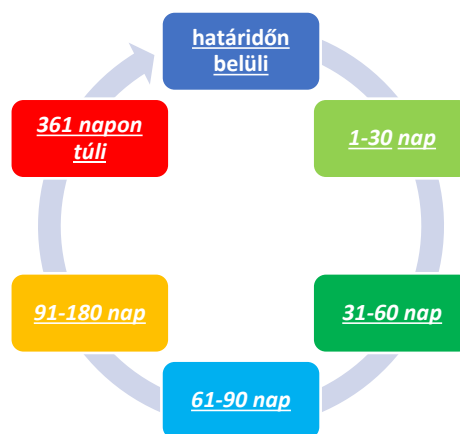 határidőn
belüli
1-30 nap
31-60 nap
61-90 nap
91-180 nap
361 napon
túli